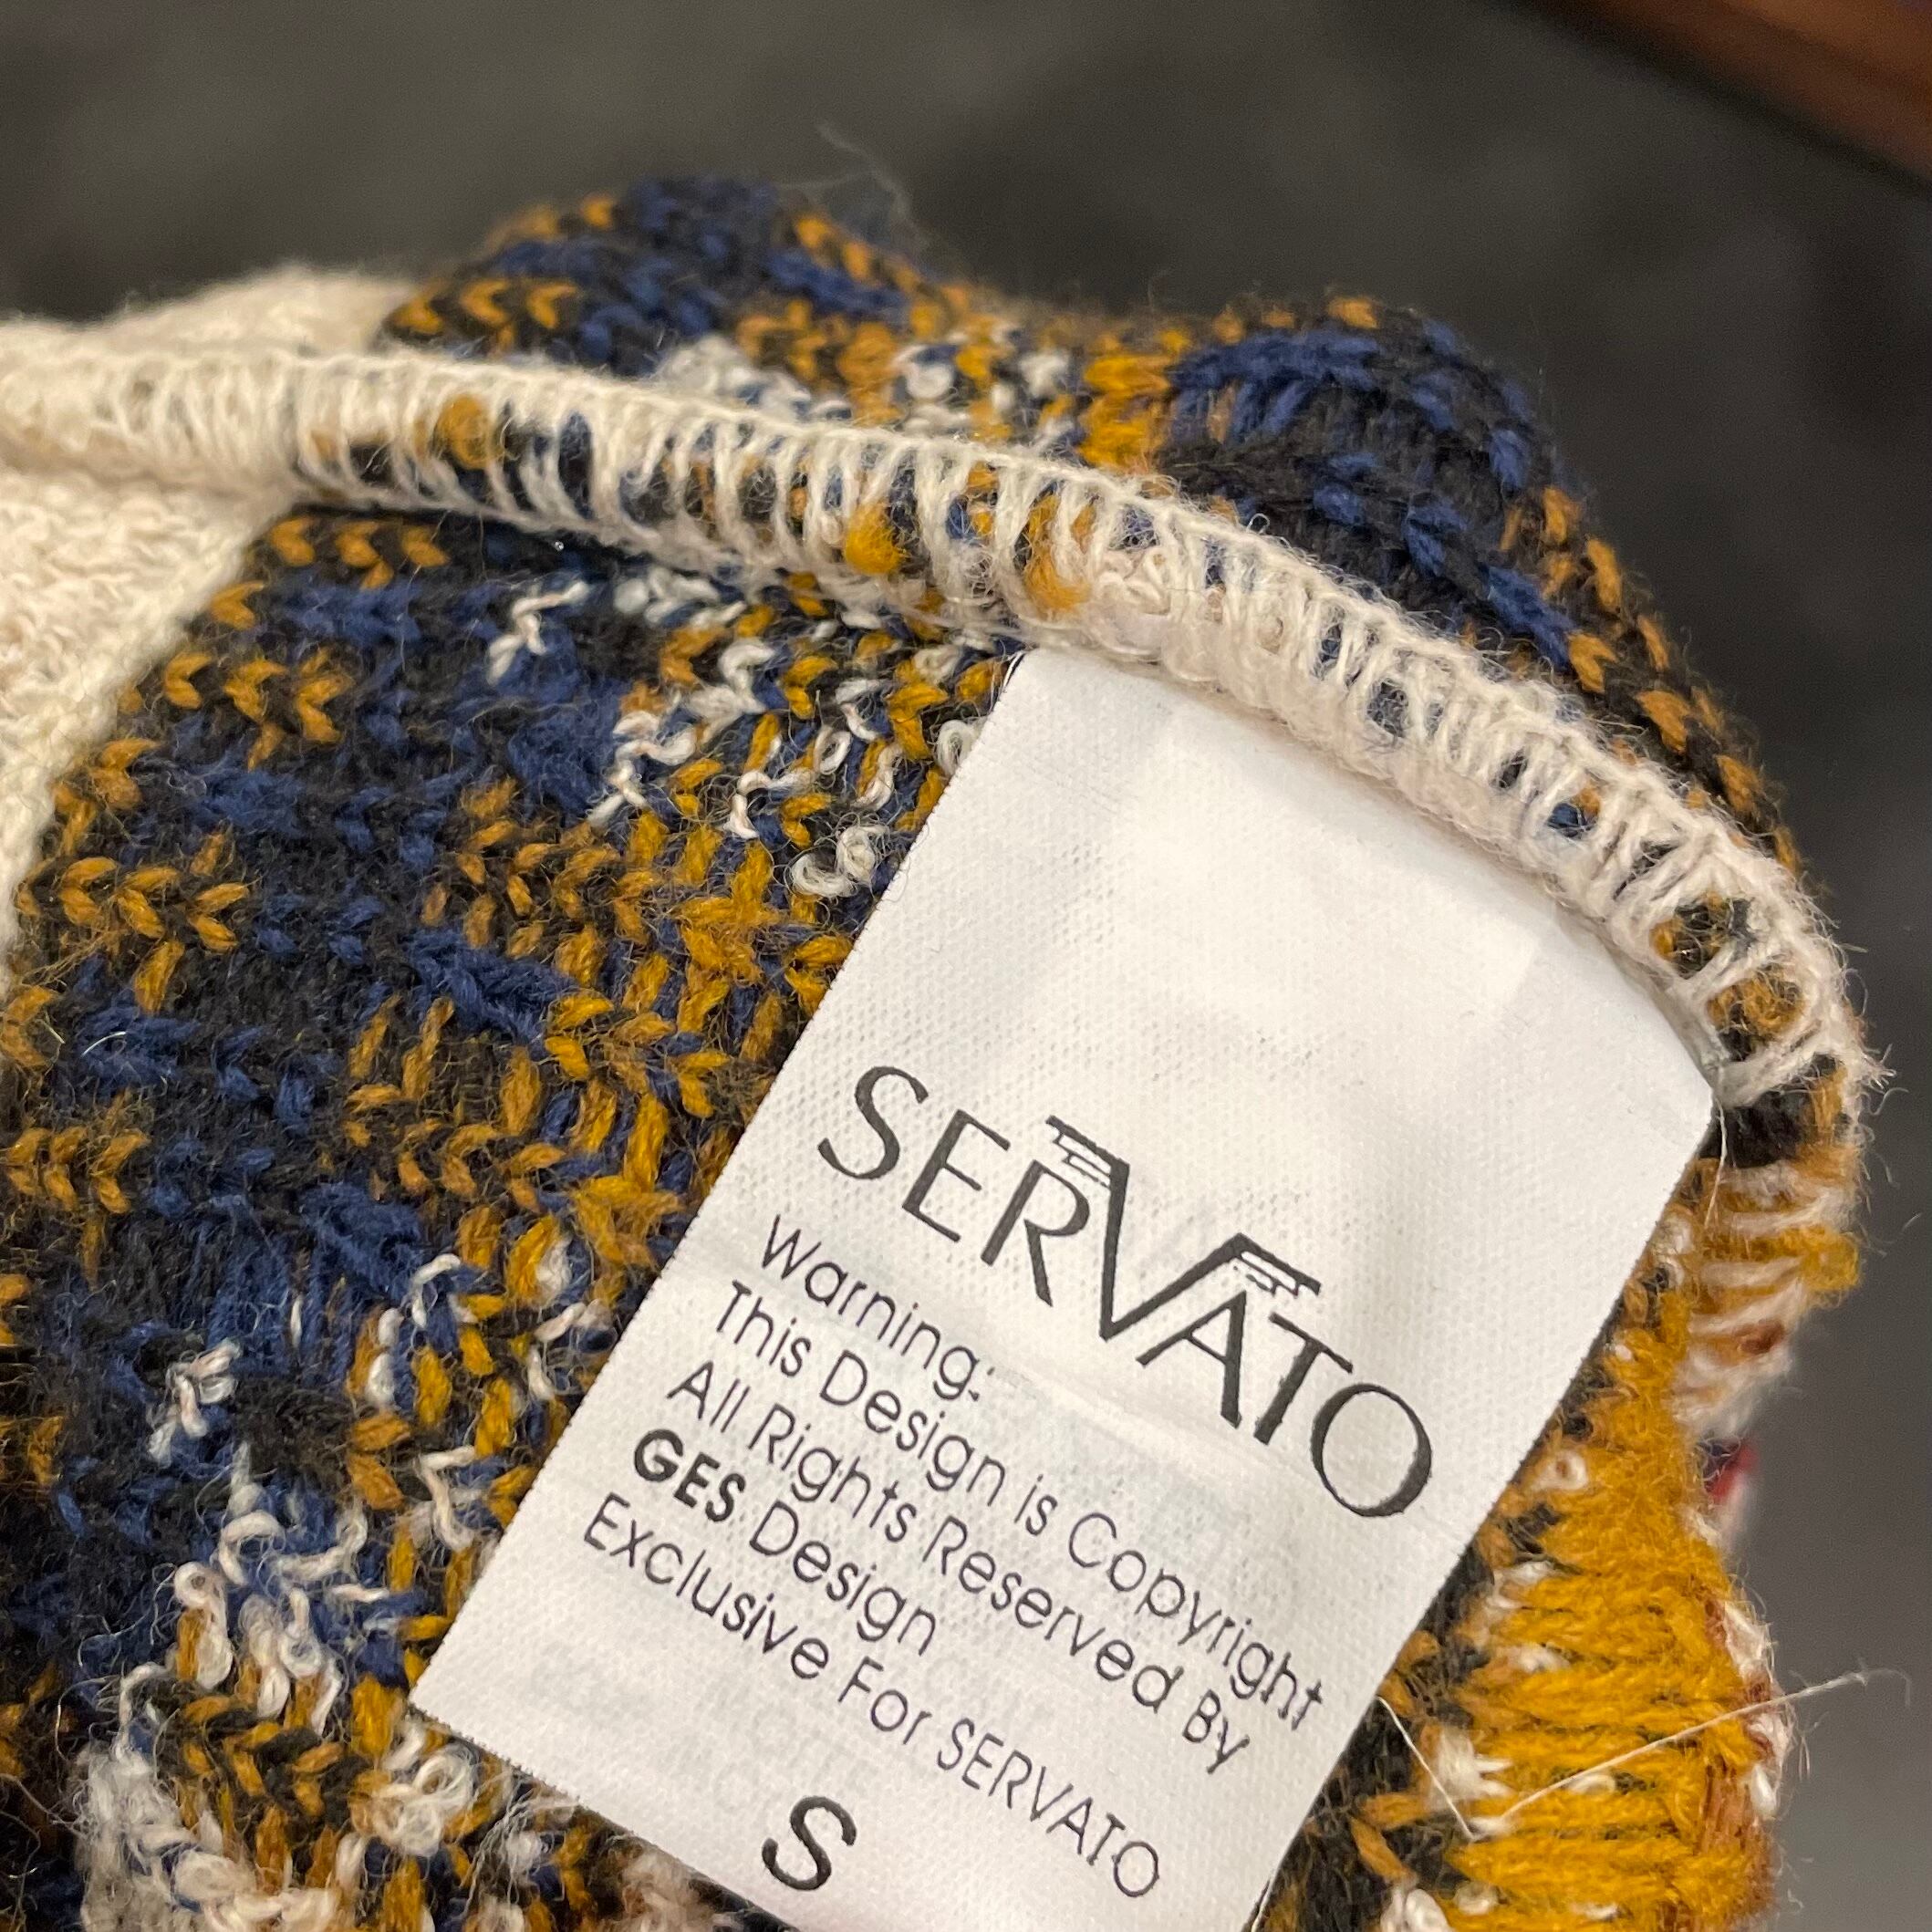 SERVATO
Warning:
This Design is Copyright
All Rights Reserved By
GES Design
Exclusive For SERVATO
S